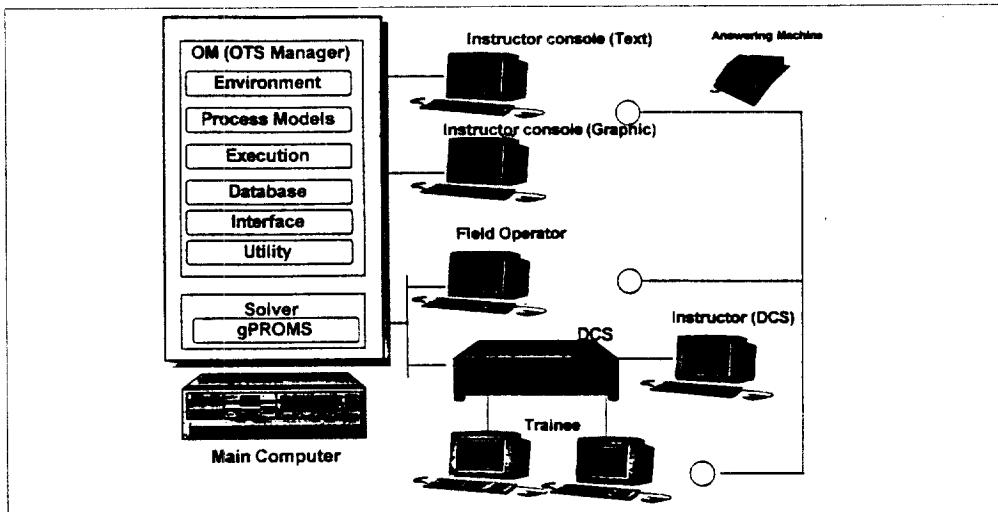 OM (OTS Manager)
Environment
Process Models
Execution
Database
Interface
Utility
Solver
gPROMS
Main Computer
Instructor console (Text)
Answering Machine
Instructor console (Graphic)
Field Operator
DCS
Instructor (DCS)
Trainee